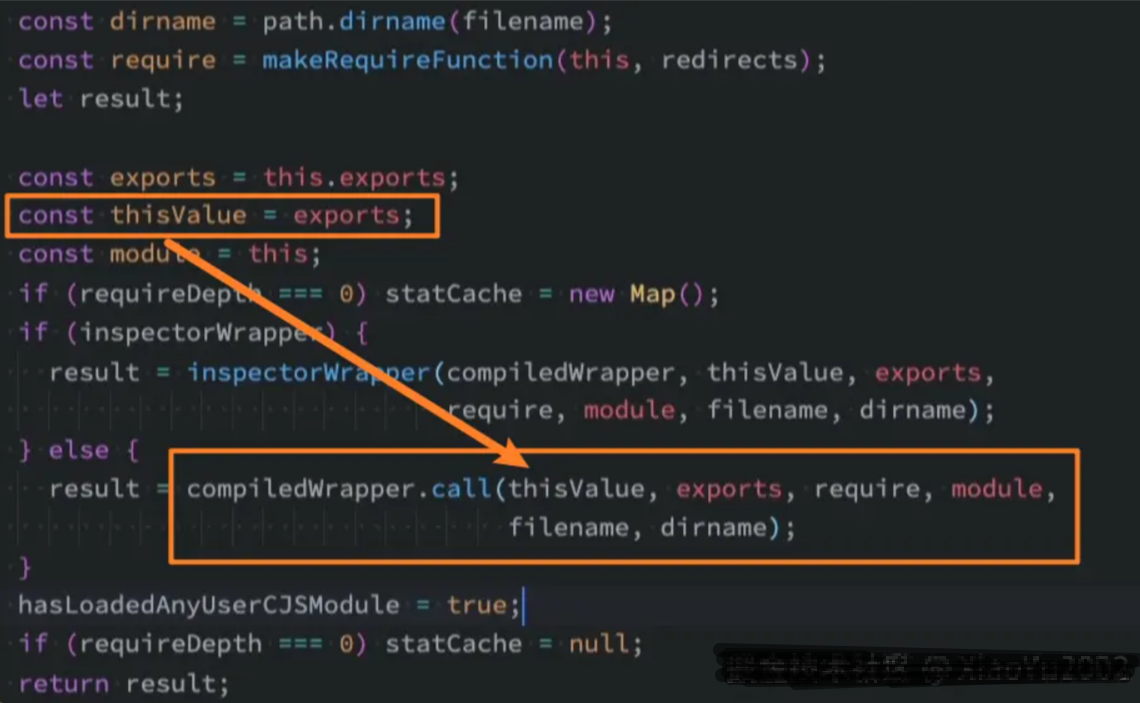 const dirname = path.dirname(filename);
const require = makeRequireFunction(this, redirects);
let result;
const exports = this.exports;
const thisValue = exports;
const module = this;
if (requireDepth === 0) statCache = new Map();
if (inspectorWrapper) {
result = inspectorWrapper(compiledWrapper, thisValue, exports,
require, module, filename, dirname);
} else {
result = compiledWrapper.call(thisValue, exports, require, module,
filename, dirname);
}
hasLoadedAnyUserCJSModule = true;
if (requireDepth === 0) statCache = null;
return result;